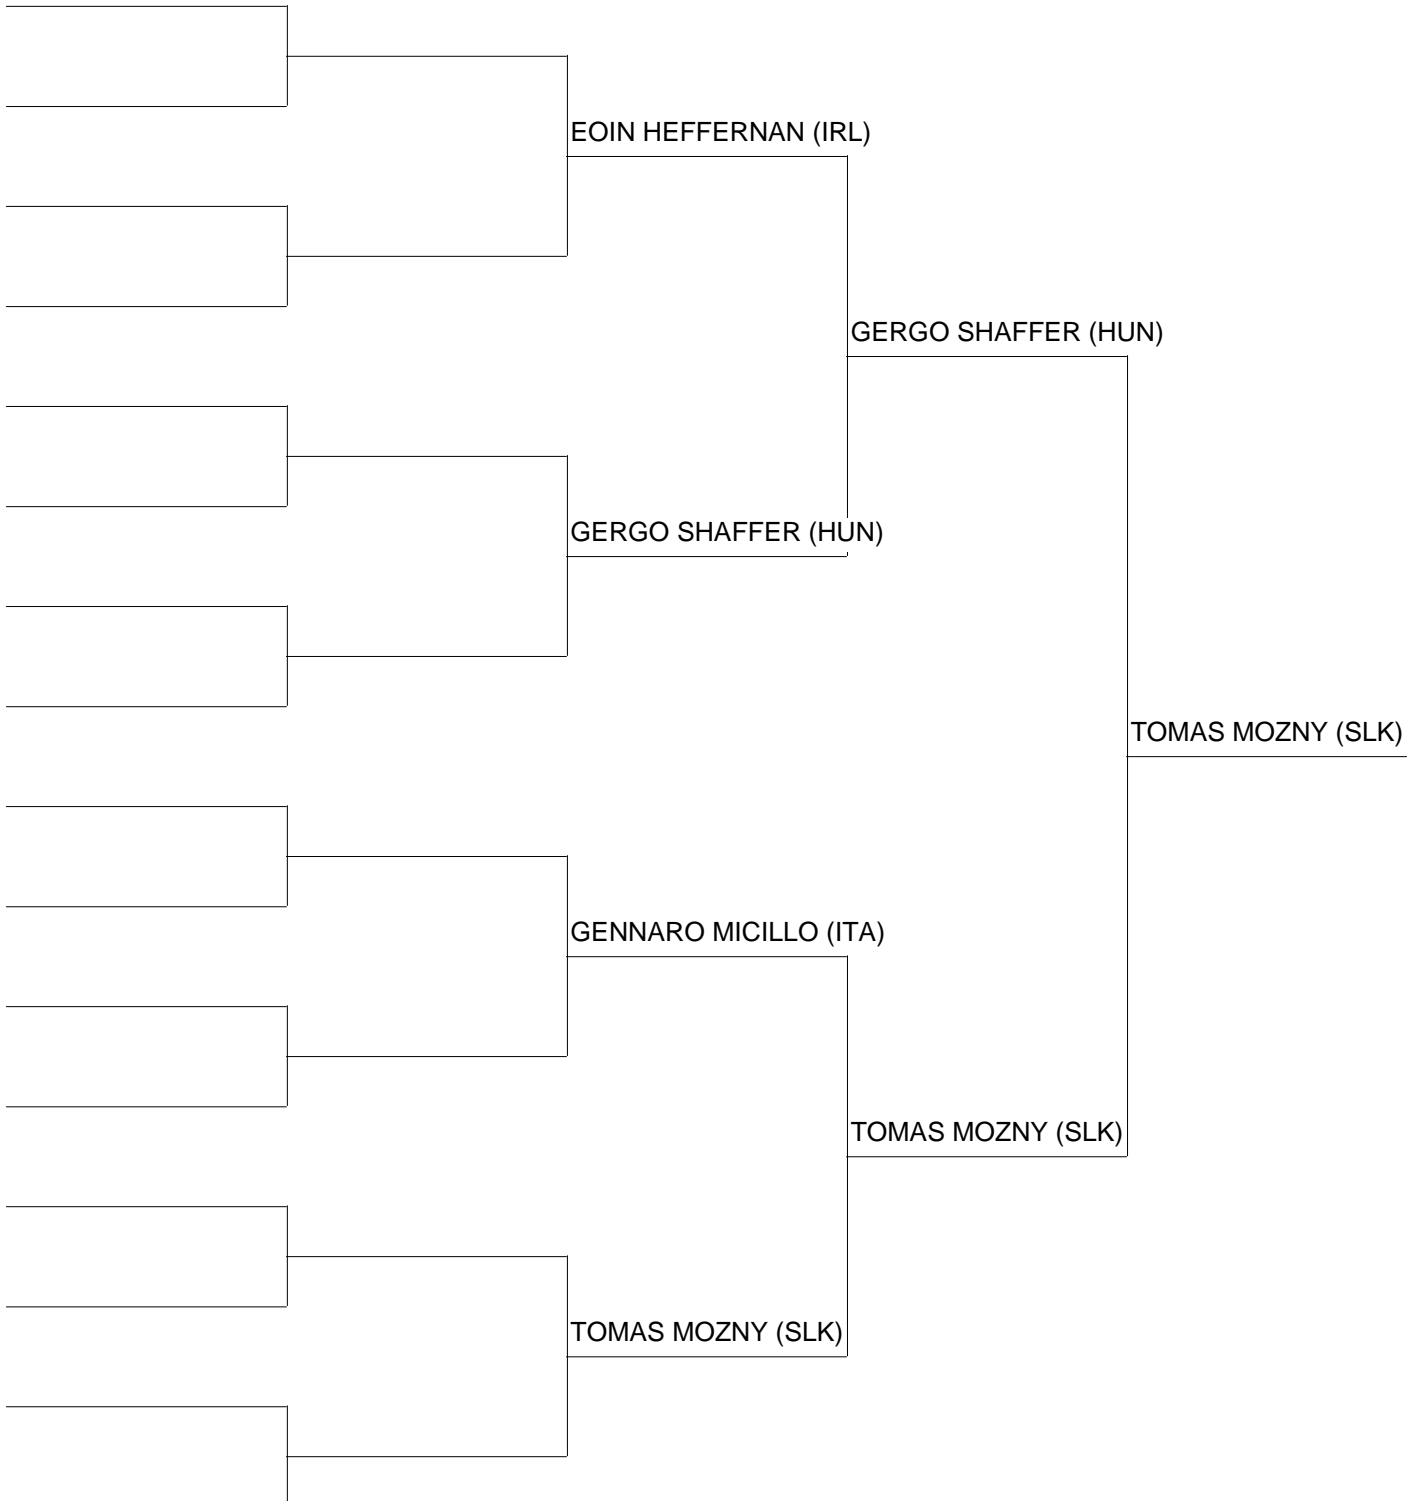 EOIN HEFFERNAN (IRL)
GERGO SHAFFER (HUN)
GERGO SHAFFER (HUN)
TOMAS MOZNY (SLK)
GENNARO MICILLO (ITA)
TOMAS MOZNY (SLK)
TOMAS MOZNY (SLK)